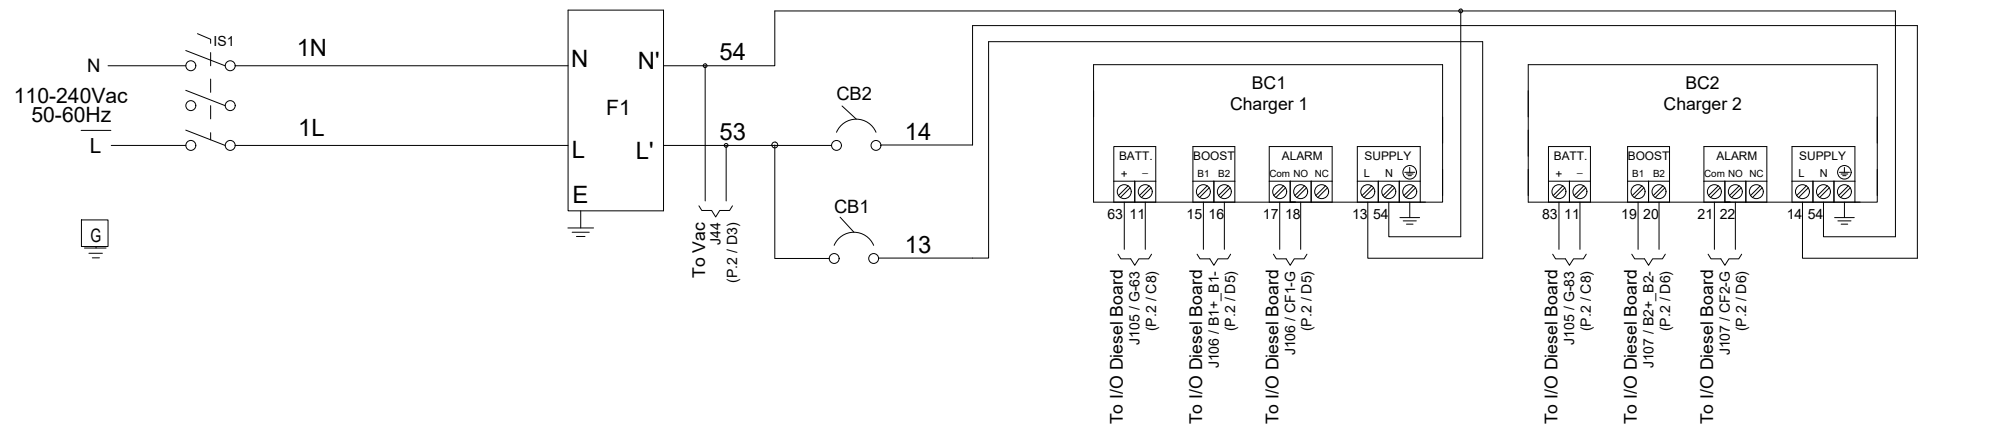 IS1
N
1N
110-240Vac
50-60Hz
L
1L
G
N
N'
F1
L
L'
E
54
53
To Vac
J44
(P.2 / D3)
CB2
14
CB1
13
BC1
Charger 1
BATT.
+ −
BOOST
B1 B2
ALARM
Com NO NC
SUPPLY
L N
63 11
15 16
17 18
13 54
To I/O Diesel Board
J105 / G-63
(P.2 / C8)
To I/O Diesel Board
J106 / B1+_B1-
(P.2 / D5)
To I/O Diesel Board
J106 / CF1-G
(P.2 / D5)
BC2
Charger 2
BATT.
+ −
BOOST
B1 B2
ALARM
Com NO NC
SUPPLY
L N
83 11
19 20
21 22
14 54
To I/O Diesel Board
J105 / G-83
(P.2 / C8)
To I/O Diesel Board
J107 / B2+_B2-
(P.2 / D6)
To I/O Diesel Board
J107 / CF2-G
(P.2 / D6)